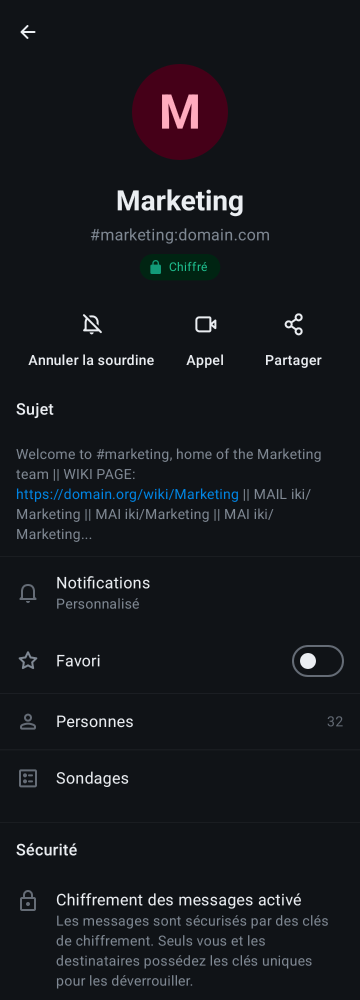 M
Marketing
#marketing:domain.com
Chiffré
Annuler la sourdine
Appel
Partager
Sujet
Welcome to #marketing, home of the Marketing
team || WIKI PAGE:
https://domain.org/wiki/Marketing || MAIL iki/
Marketing || MAI iki/Marketing || MAI iki/
Marketing...
Notifications
Personnalisé
Favori
Personnes 32
Sondages
Sécurité
Chiffrement des messages activé
Les messages sont sécurisés par des clés
de chiffrement. Seuls vous et les
destinataires possédez les clés uniques
pour les déverrouiller.